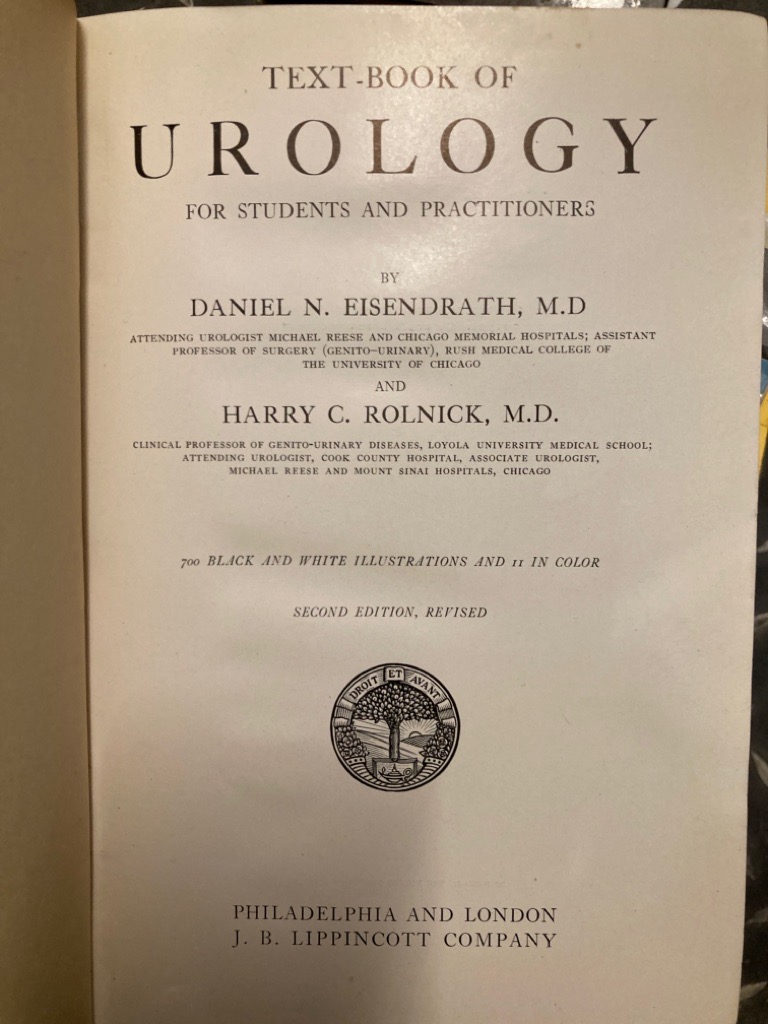 TEXT-BOOK OF
UROLOGY
FOR STUDENTS AND PRACTITIONERS
BY
DANIEL N. EISENDRATH, M.D
ATTENDING UROLOGIST MICHAEL REESE AND CHICAGO MEMORIAL HOSPITALS; ASSISTANT
PROFESSOR OF SURGERY (GENITO-URINARY), RUSH MEDICAL COLLEGE OF
THE UNIVERSITY OF CHICAGO
AND
HARRY C. ROLNICK, M.D.
CLINICAL PROFESSOR OF GENITO-URINARY DISEASES, LOYOLA UNIVERSITY MEDICAL SCHOOL;
ATTENDING UROLOGIST, COOK COUNTY HOSPITAL, ASSOCIATE UROLOGIST,
MICHAEL REESE AND MOUNT SINAI HOSPITALS, CHICAGO
700 BLACK AND WHITE ILLUSTRATIONS AND 11 IN COLOR
SECOND EDITION, REVISED
DROIT ET AVANT
PHILADELPHIA AND LONDON
J. B. LIPPINCOTT COMPANY